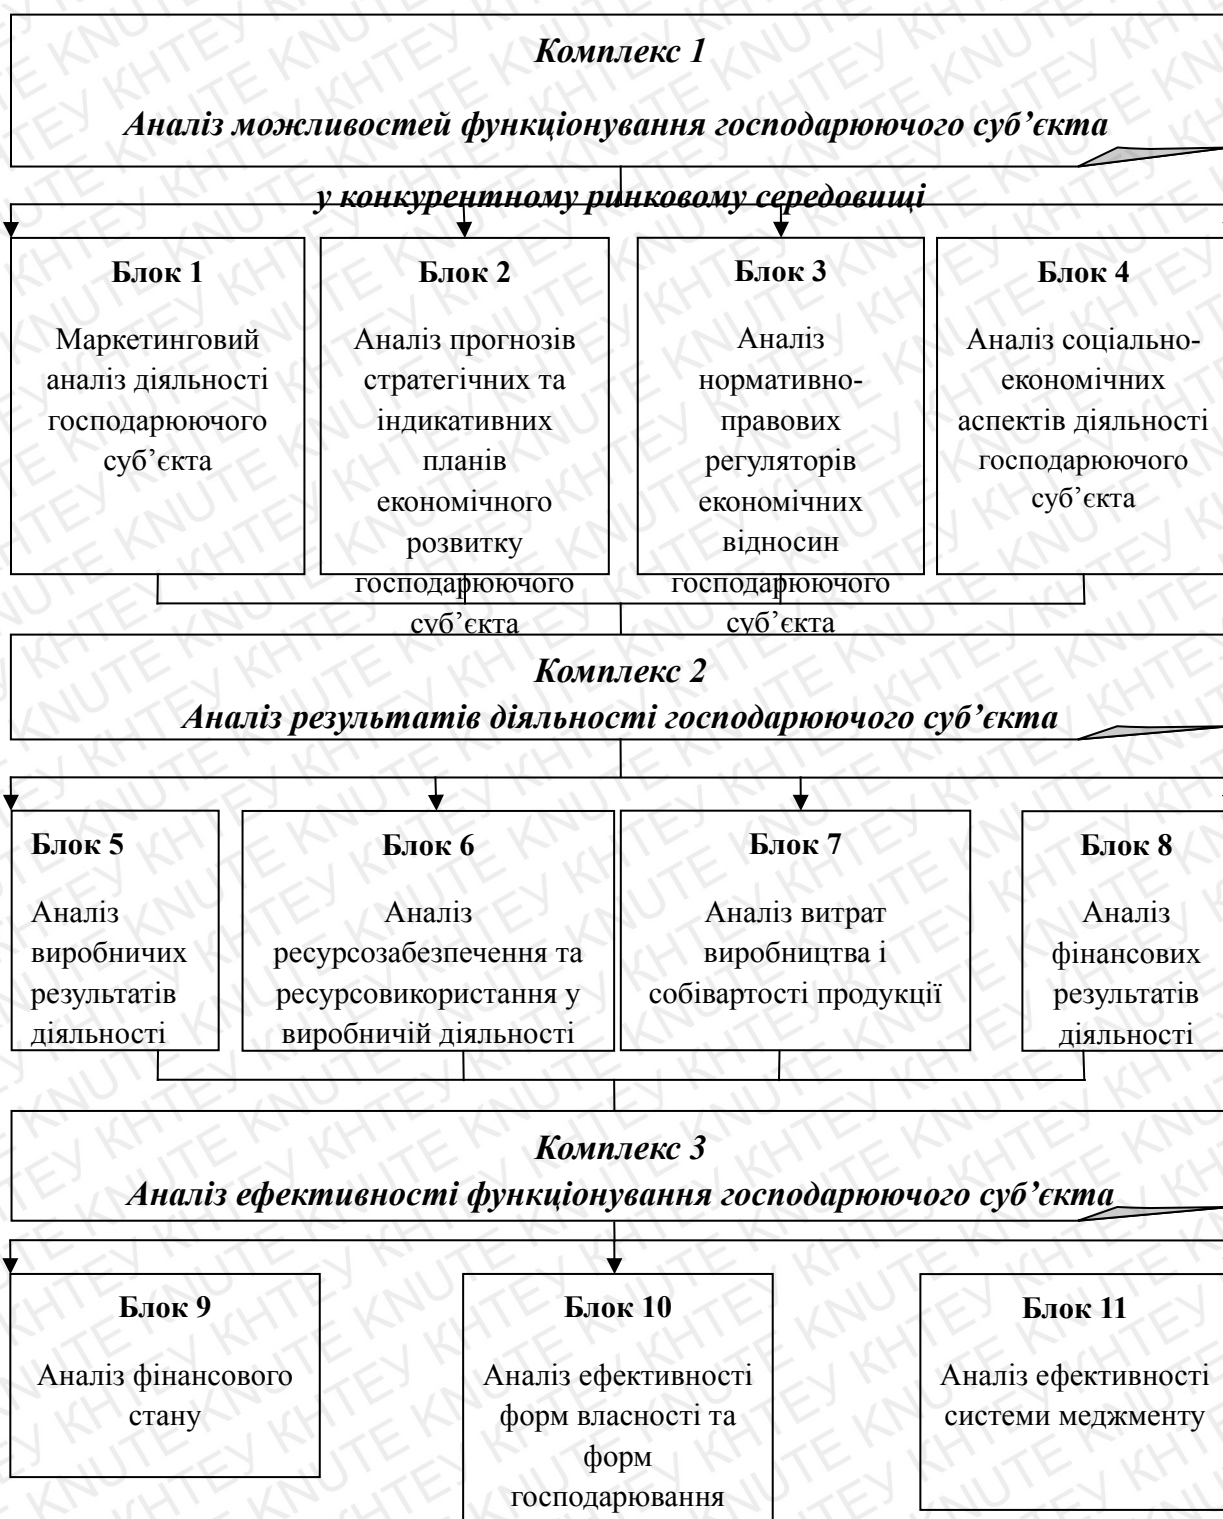 Комплекс 1
Аналіз можливостей функціонування господарюючого суб’єкта
у конкурентному ринковому середовищі
Блок 1
Маркетинговий
аналіз діяльності
господарюючого
суб’єкта
Блок 2
Аналіз прогнозів
стратегічних та
індикативних
планів
економічного
розвитку
господарюючого
суб’єкта
Блок 3
Аналіз
нормативно-
правових
регуляторів
економічних
відносин
господарюючого
суб’єкта
Блок 4
Аналіз соціально-
економічних
аспектів діяльності
господарюючого
суб’єкта
Комплекс 2
Аналіз результатів діяльності господарюючого суб’єкта
Блок 5
Аналіз
виробничих
результатів
діяльності
Блок 6
Аналіз
ресурсозабезпечення та
ресурсовикористання у
виробничій діяльності
Блок 7
Аналіз витрат
виробництва і
собівартості продукції
Блок 8
Аналіз
фінансових
результатів
діяльності
Комплекс 3
Аналіз ефективності функціонування господарюючого суб’єкта
Блок 9
Аналіз фінансового
стану
Блок 10
Аналіз ефективності
форм власності та
форм
господарювання
Блок 11
Аналіз ефективності
системи меджменту